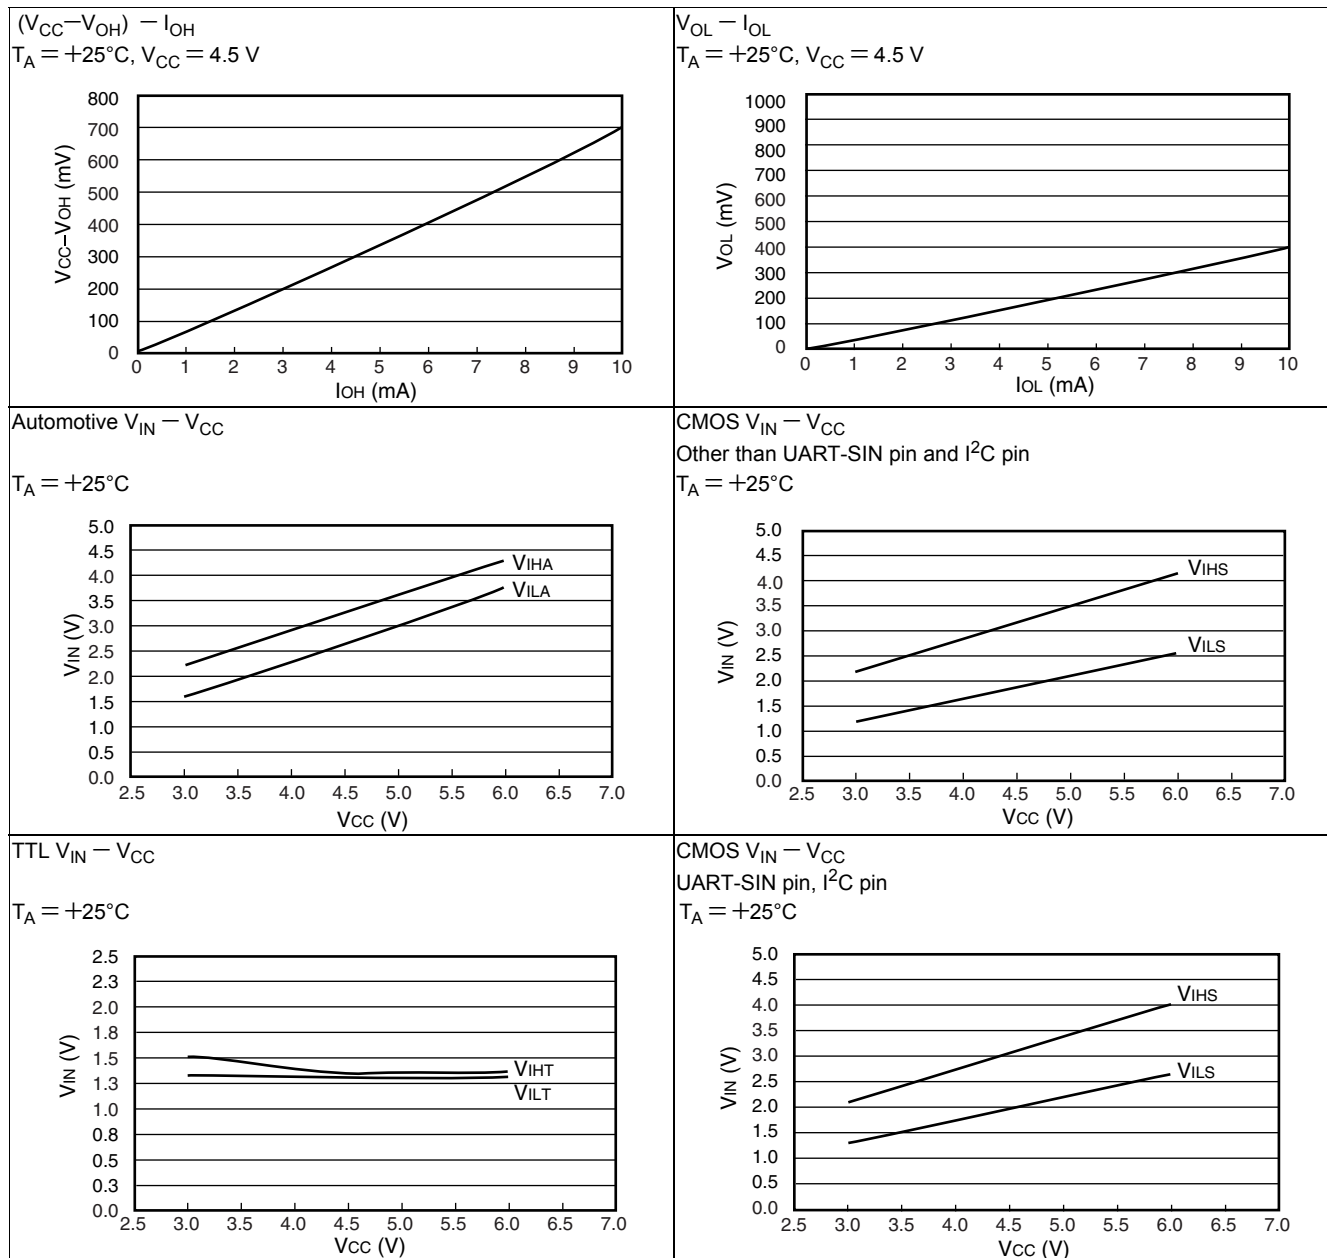 (VCC−VOH) − IOH
TA = +25°C, VCC = 4.5 V
800
700
600
500
400
300
200
100
0
VCC−VOH (mV)
0 1 2 3 4 5 6 7 8 9 10
IOH (mA)
VOL − IOL
TA = +25°C, VCC = 4.5 V
1000
900
800
700
600
500
400
300
200
100
0
VOL (mV)
0 1 2 3 4 5 6 7 8 9 10
IOL (mA)
Automotive VIN − VCC
TA = +25°C
5.0
4.5
4.0
3.5
3.0
2.5
2.0
1.5
1.0
0.5
0.0
VIN (V)
VIHA
VILA
2.5 3.0 3.5 4.0 4.5 5.0 5.5 6.0 6.5 7.0
VCC (V)
CMOS VIN − VCC
Other than UART-SIN pin and I2C pin
TA = +25°C
5.0
4.5
4.0
3.5
3.0
2.5
2.0
1.5
1.0
0.5
0.0
VIN (V)
VIHS
VILS
2.5 3.0 3.5 4.0 4.5 5.0 5.5 6.0 6.5 7.0
VCC (V)
TTL VIN − VCC
TA = +25°C
2.5
2.3
2.0
1.8
1.5
1.3
1.0
0.8
0.5
0.3
0.0
VIN (V)
VIHT
VILT
2.5 3.0 3.5 4.0 4.5 5.0 5.5 6.0 6.5 7.0
VCC (V)
CMOS VIN − VCC
UART-SIN pin, I2C pin
TA = +25°C
5.0
4.5
4.0
3.5
3.0
2.5
2.0
1.5
1.0
0.5
0.0
VIN (V)
VIHS
VILS
2.5 3.0 3.5 4.0 4.5 5.0 5.5 6.0 6.5 7.0
VCC (V)